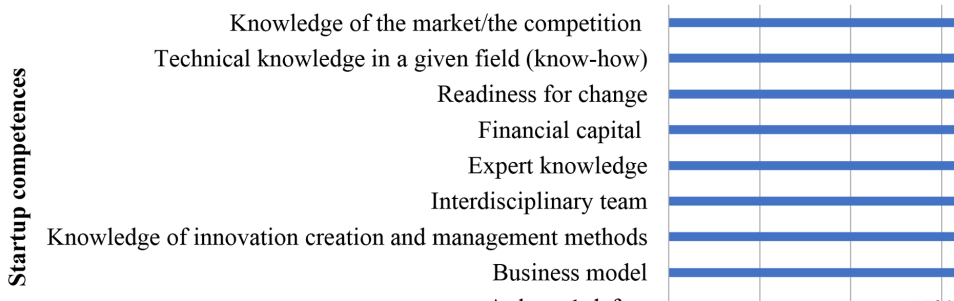 Startup competences
Knowledge of the market/the competition
Technical knowledge in a given field (know-how)
Readiness for change
Financial capital
Expert knowledge
Interdisciplinary team
Knowledge of innovation creation and management methods
Business model